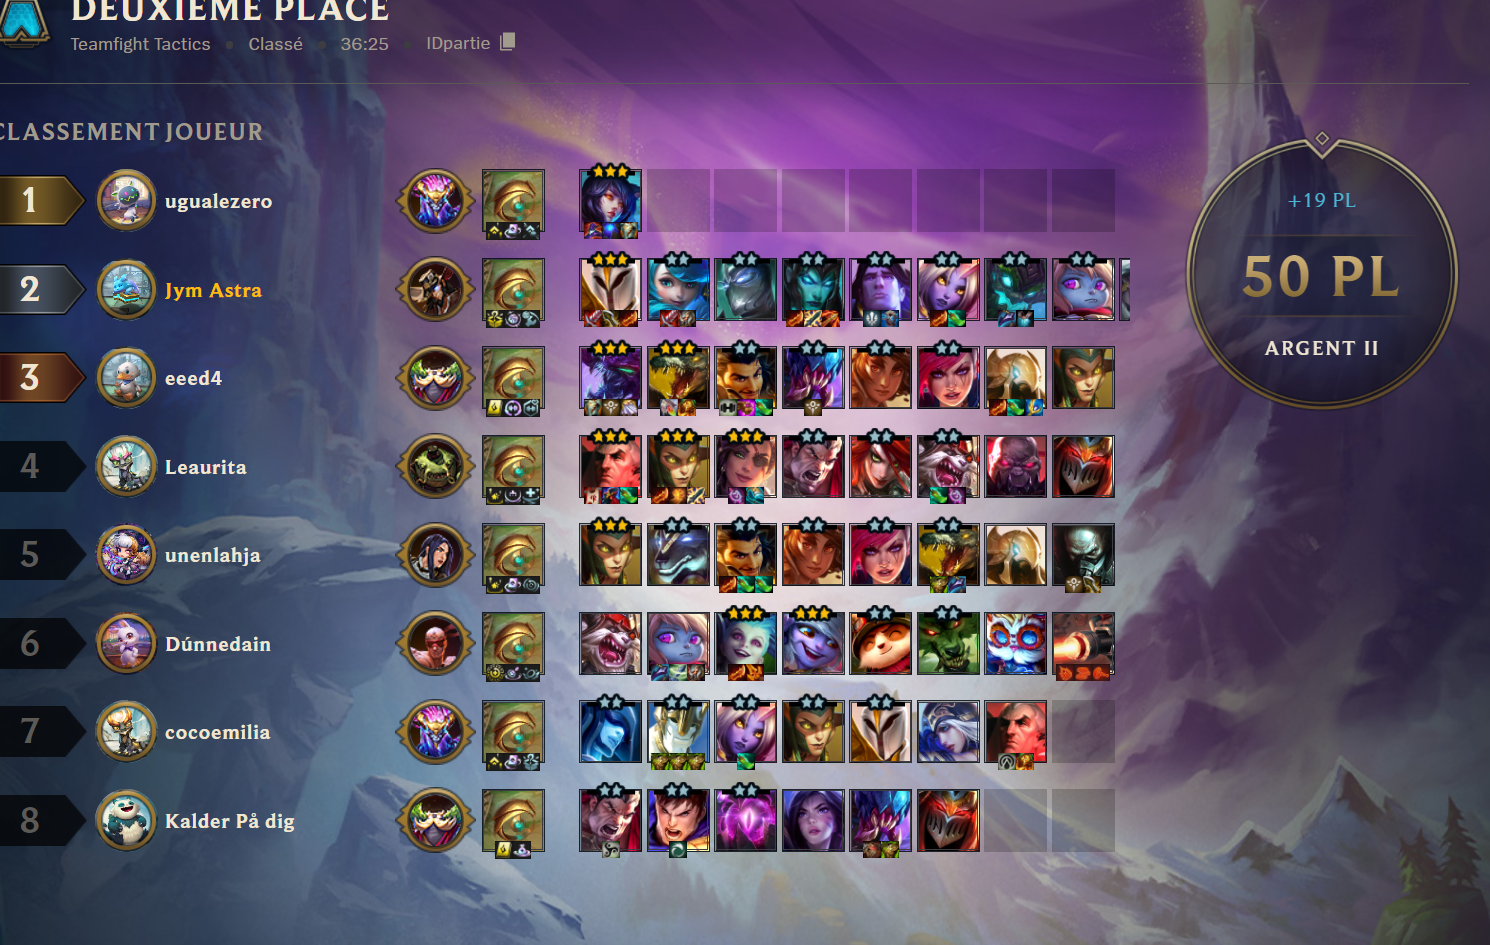 DEUXIÈME PLACE
Teamfight Tactics • Classé • 36:25 • IDpartie
CLASSEMENT JOUEUR
1 ugualezero
2 Jym Astra
3 eeed4
4 Leaurita
5 unenlahja
6 Dúnnedain
7 cocoemilia
8 Kalder På dig
+19 PL
50 PL
ARGENT II